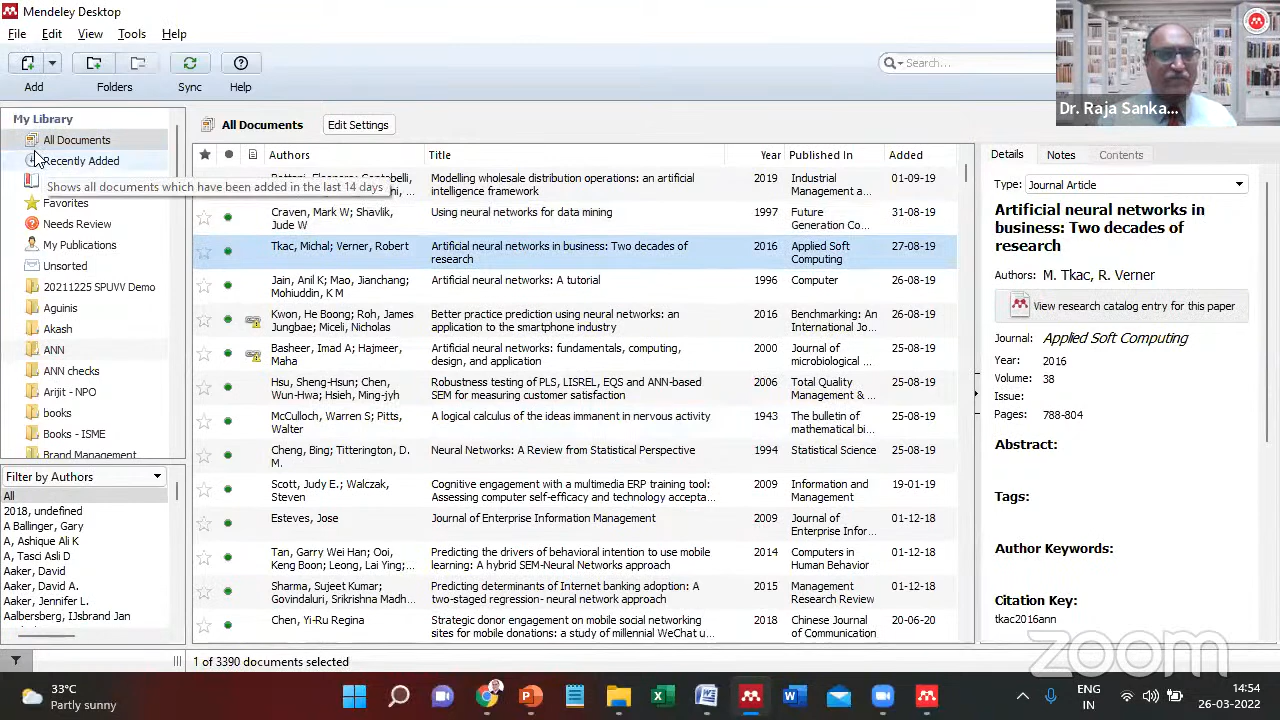 Mendeley Desktop
File Edit View Tools Help
Add Folders Sync Help
Search...
Dr. Raja Sanka...
My Library
All Documents
Recently Added
Shows all documents which have been added in the last 14 days
Favorites
Needs Review
My Publications
Unsorted
20211225 SPUVV Demo
Aguinis
Akash
ANN
ANN checks
Arijit - NPO
books
Books - ISME
Brand Management
Filter by Authors
All
2018, undefined
A Ballinger, Gary
A, Ashique Ali K
A, Tasci Asli D
Aaker, David
Aaker, David A.
Aaker, Jennifer L.
Aalbersberg, IJsbrand Jan
All Documents Edit Settings
Authors Title Year Published In Added
Modelling wholesale distribution operations: an artificial 2019 Industrial 01-09-19
intelligence framework Management a...
Craven, Mark W; Shavlik, Using neural networks for data mining 1997 Future 31-08-19
Jude W Generation Co...
Tkac, Michal; Verner, Robert Artificial neural networks in business: Two decades of 2016 Applied Soft 27-08-19
research Computing
Jain, Anil K; Mao, Jianchang; Artificial neural networks: A tutorial 1996 Computer 26-08-19
Mohiuddin, K M
Kwon, He Boong; Roh, James Better practice prediction using neural networks: an 2016 Benchmarking: An 26-08-19
Jungbae; Miceli, Nicholas application to the smartphone industry International Jo...
Basheer, Imad A; Hajmeer, Artificial neural networks: fundamentals, computing, 2000 Journal of 26-08-19
Maha design, and application microbiological ...
Hsu, Sheng-Hsun; Chen, Robustness testing of PLS, LISREL, EQS and ANN-based 2006 Total Quality 25-08-19
Wun-Hwa; Hsieh, Ming-jyh SEM for measuring customer satisfaction Management &...
McCulloch, Warren S; Pitts, A logical calculus of the ideas immanent in nervous activity 1943 The bulletin of 25-08-19
Walter mathematical bi...
Cheng, Bing; Titterington, D. Neural Networks: A Review from Statistical Perspective 1994 Statistical Science 25-08-19
M.
Scott, Judy E.; Walczak, Cognitive engagement with a multimedia ERP training tool: 2009 Information and 19-01-19
Steven Assessing computer self-efficacy and technology accepta... Management
Esteves, Jose Journal of Enterprise Information Management 2009 Journal of 01-12-18
Enterprise Infor...
Tan, Garry Wei Han; Ooi, Predicting the drivers of behavioral intention to use mobile 2014 Computers in 01-12-18
Keng Boon; Leong, Lai Ying;... learning: A hybrid SEM-Neural Networks approach Human Behavior
Sharma, Sujeet Kumar; Predicting determinants of Internet banking adoption: A 2015 Management 01-12-18
Govindaluri, Srikrishna Madh... two-staged regression- neural network approach Research Review
Chen, Yi-Ru Regina Strategic donor engagement on mobile social networking 2018 Chinese Journal 20-06-20
sites for mobile donations: a study of millennial WeChat u... of Communication
Details Notes Contents
Type: Journal Article
Artificial neural networks in
business: Two decades of
research
Authors: M. Tkac, R. Verner
View research catalog entry for this paper
Journal: Applied Soft Computing
Year: 2016
Volume: 38
Issue:
Pages: 788-804
Abstract:
Tags:
Author Keywords:
Citation Key:
tkac2016ann
1 of 3390 documents selected
zoom
33°C
Partly sunny
ENG
IN
14:54
26-03-2022